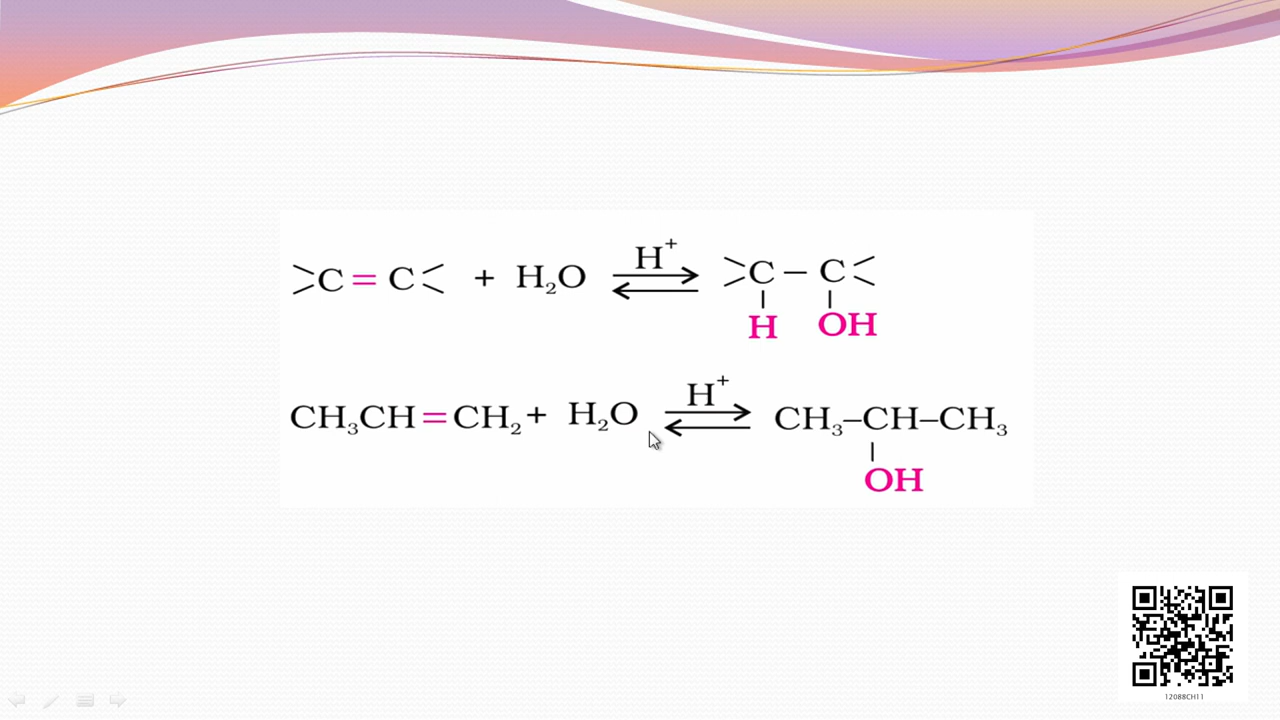 >C = C< + H₂O ⇌ H⁺ >C – C<
H OH
CH₃CH=CH₂ + H₂O ⇌ H⁺ CH₃–CH–CH₃
OH
12088CH11